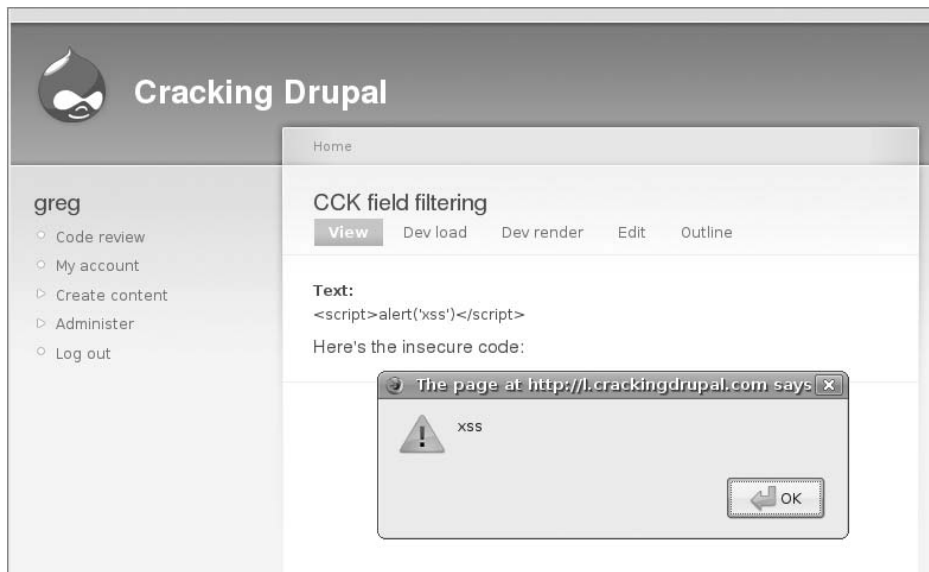 Cracking Drupal
Home
greg
Code review
My account
Create content
Administer
Log out
CCK field filtering
View Dev load Dev render Edit Outline
Text:
<script>alert('xss')</script>
Here's the insecure code:
The page at http://l.crackingdrupal.com says
xss
OK